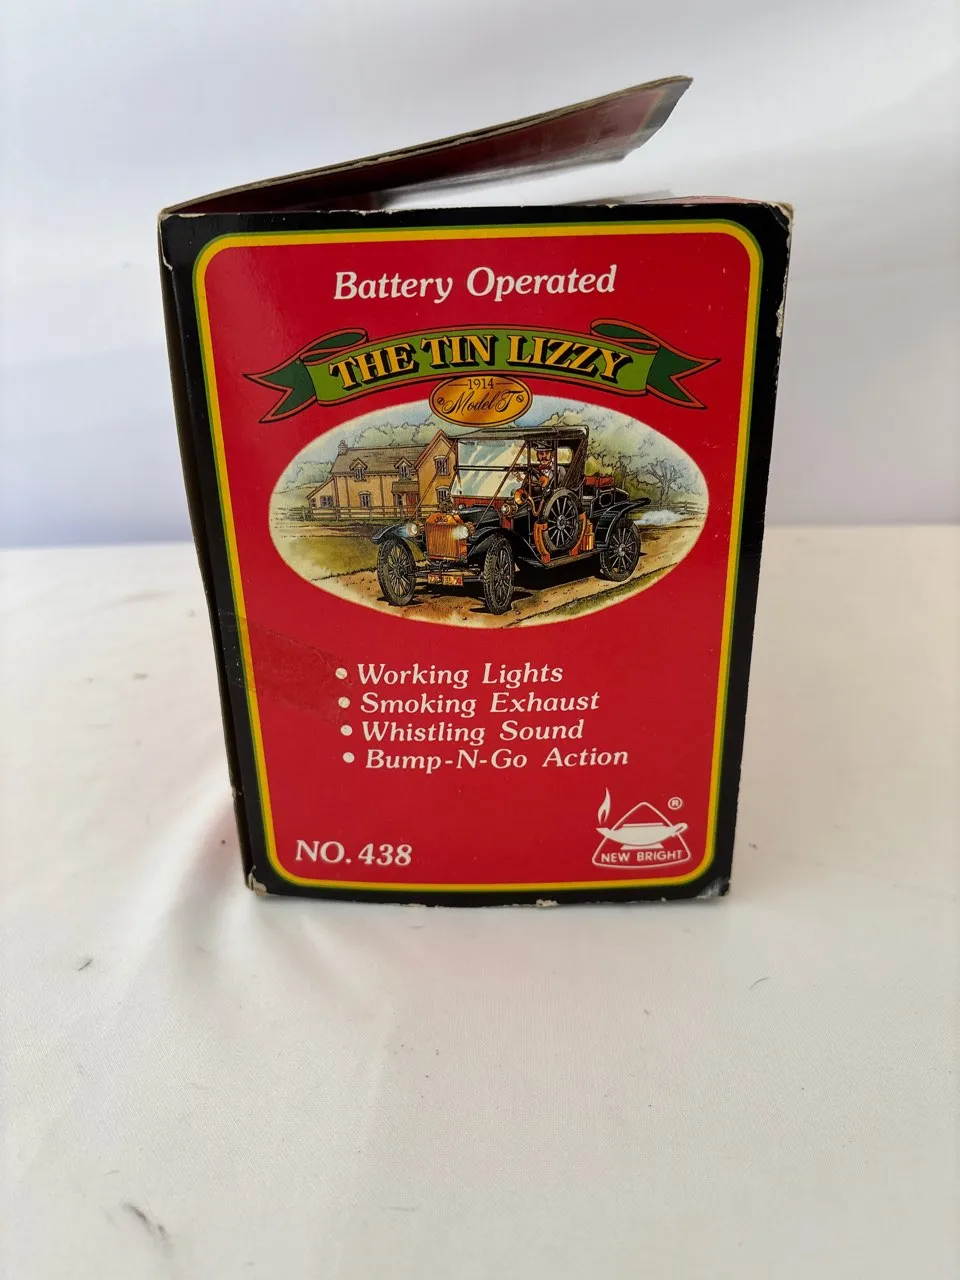 Battery Operated
THE TIN LIZZY
1914
Model T
• Working Lights
• Smoking Exhaust
• Whistling Sound
• Bump-N-Go Action
NO. 438
®
NEW BRIGHT